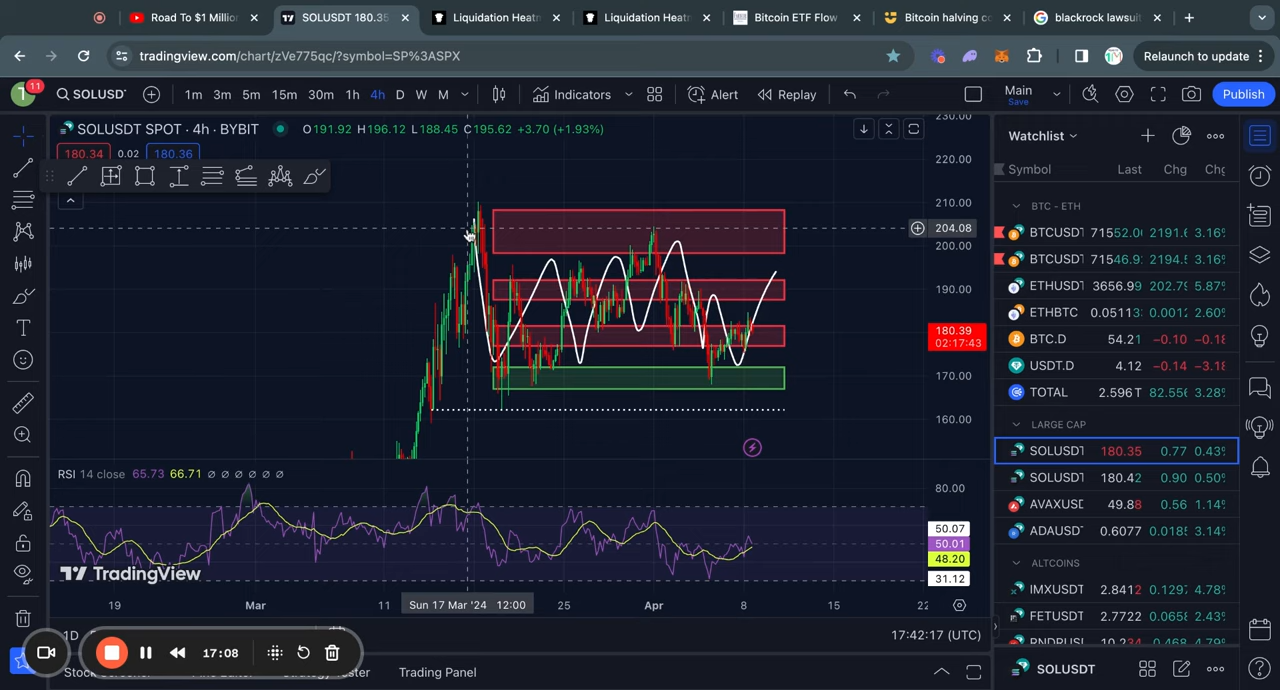 Road To $1 Million
SOLUSDT 180.35
Liquidation Heatm
Liquidation Heatm
Bitcoin ETF Flow
Bitcoin halving co
blackrock lawsuit
tradingview.com/chart/zVe775qc/?symbol=SP%3ASPX
Relaunch to update
11
SOLUSDT
1m 3m 5m 15m 30m 1h 4h D W M
Indicators
Alert
Replay
Main
Save
Publish
SOLUSDT SPOT · 4h · BYBIT
O191.92 H196.12 L188.45 C195.62 +3.70 (+1.93%)
180.34 0.02 180.36
230.00
220.00
210.00
204.08
200.00
190.00
180.39
02:17:43
170.00
160.00
RSI 14 close 65.73 66.71 ∅ ∅ ∅ ∅ ∅ ∅
80.00
50.07
50.01
48.20
31.12
TradingView
19 Mar 11 Sun 17 Mar '24 12:00 25 Apr 8 15 22
1D
17:42:17 (UTC)
17:08
Trading Panel
Watchlist
Symbol Last Chg Chg
BTC - ETH
BTCUSDT 71552.0 2191.6 3.16%
BTCUSDT 71546.9 2194.5 3.16%
ETHUSDT 3656.99 202.79 5.87%
ETHBTC 0.05113 0.0012 2.60%
BTC.D 54.21 −0.10 −0.18
USDT.D 4.12 −0.14 −3.18
TOTAL 2.596T 82.556 3.28%
LARGE CAP
SOLUSDT 180.35 0.77 0.43%
SOLUSDT 180.42 0.90 0.50%
AVAXUSD 49.88 0.56 1.14%
ADAUSDT 0.6077 0.0185 3.14%
ALTCOINS
IMXUSDT 2.8412 0.1297 4.78%
FETUSDT 2.7722 0.0658 2.43%
SOLUSDT